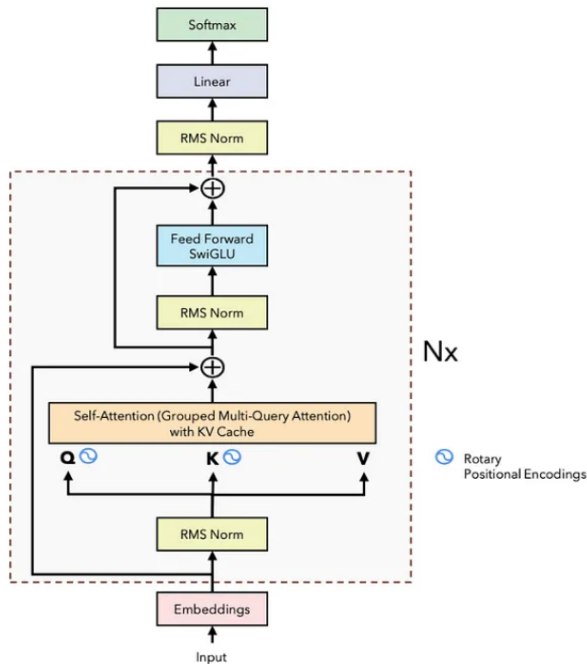 Softmax
Linear
RMS Norm
Feed Forward
SwiGLU
RMS Norm
Nx
Self-Attention (Grouped Multi-Query Attention)
with KV Cache
Q K V
Rotary
Positional Encodings
RMS Norm
Embeddings
Input